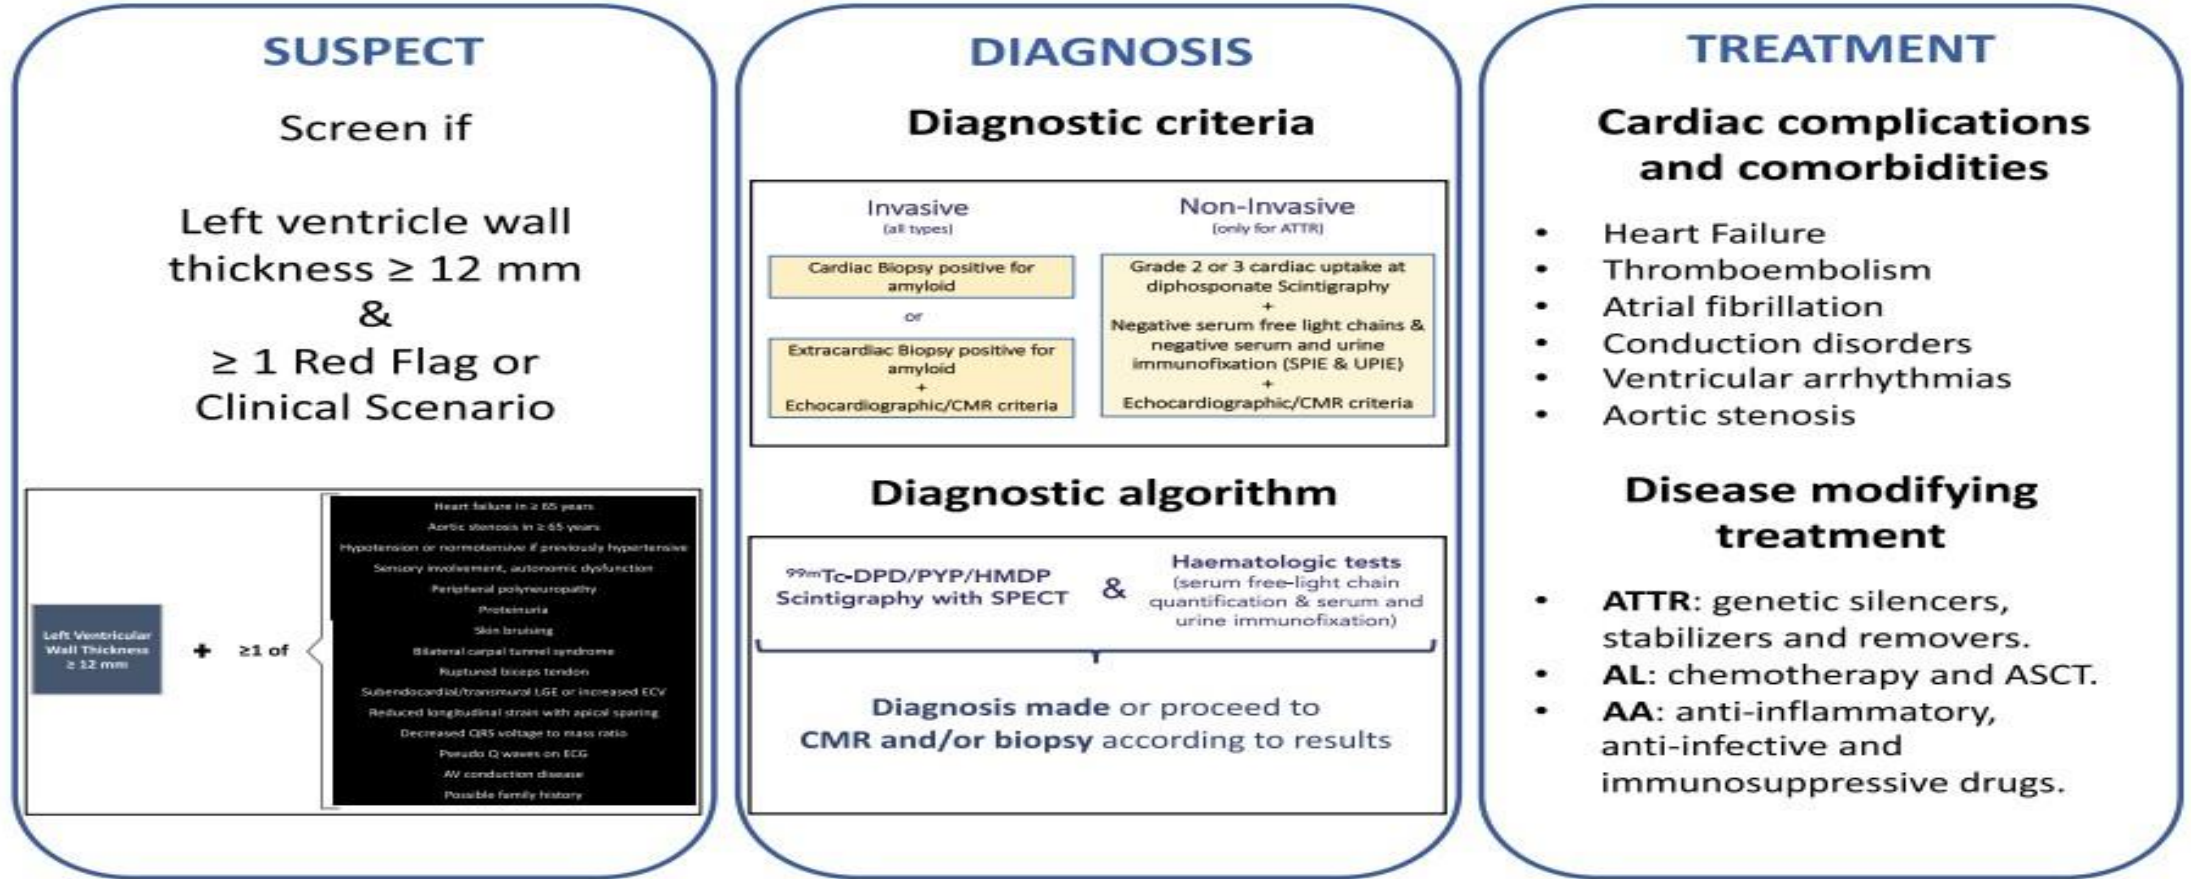 SUSPECT
Screen if
Left ventricle wall
thickness ≥ 12 mm
&
≥ 1 Red Flag or
Clinical Scenario
Left Ventricular
Wall Thickness
≥ 12 mm
+
≥1 of
Heart failure in ≥ 65 years
Aortic stenosis in ≥ 65 years
Hypotension or normotensive if previously hypertensive
Sensory involvement, autonomic dysfunction
Peripheral polyneuropathy
Proteinuria
Skin bruising
Bilateral carpal tunnel syndrome
Ruptured biceps tendon
Subendocardial/transmural LGE or increased ECV
Reduced longitudinal strain with apical sparing
Decreased QRS voltage to mass ratio
Pseudo Q waves on ECG
AV conduction disease
Possible family history
DIAGNOSIS
Diagnostic criteria
Invasive
(all types)
Cardiac Biopsy positive for
amyloid
or
Extracardiac Biopsy positive for
amyloid
+
Echocardiographic/CMR criteria
Non-Invasive
(only for ATTR)
Grade 2 or 3 cardiac uptake at
diphosponate Scintigraphy
+
Negative serum free light chains &
negative serum and urine
immunofixation (SPIE & UPIE)
+
Echocardiographic/CMR criteria
Diagnostic algorithm
99mTc-DPD/PYP/HMDP
Scintigraphy with SPECT
&
Haematologic tests
(serum free-light chain
quantification & serum and
urine immunofixation)
Diagnosis made or proceed to
CMR and/or biopsy according to results
TREATMENT
Cardiac complications
and comorbidities
• Heart Failure
• Thromboembolism
• Atrial fibrillation
• Conduction disorders
• Ventricular arrhythmias
• Aortic stenosis
Disease modifying
treatment
• ATTR: genetic silencers,
stabilizers and removers.
• AL: chemotherapy and ASCT.
• AA: anti-inflammatory,
anti-infective and
immunosuppressive drugs.